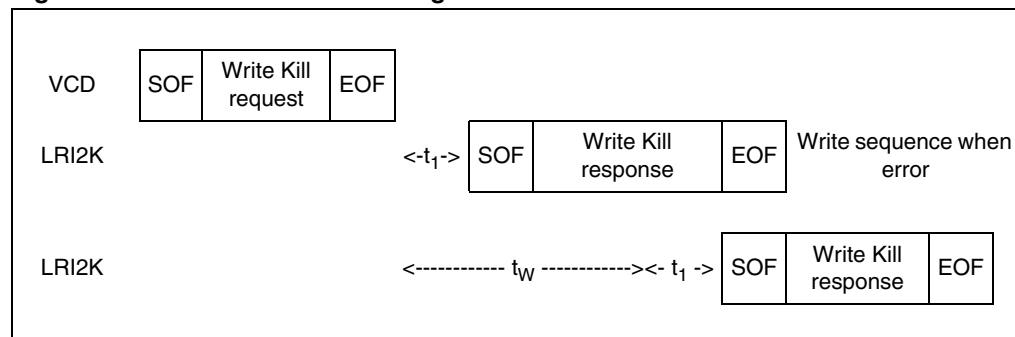 VCD SOF Write Kill request EOF
LRI2K <-t1-> SOF Write Kill response EOF Write sequence when error
LRI2K <------------ tW ------------><- t1 -> SOF Write Kill response EOF